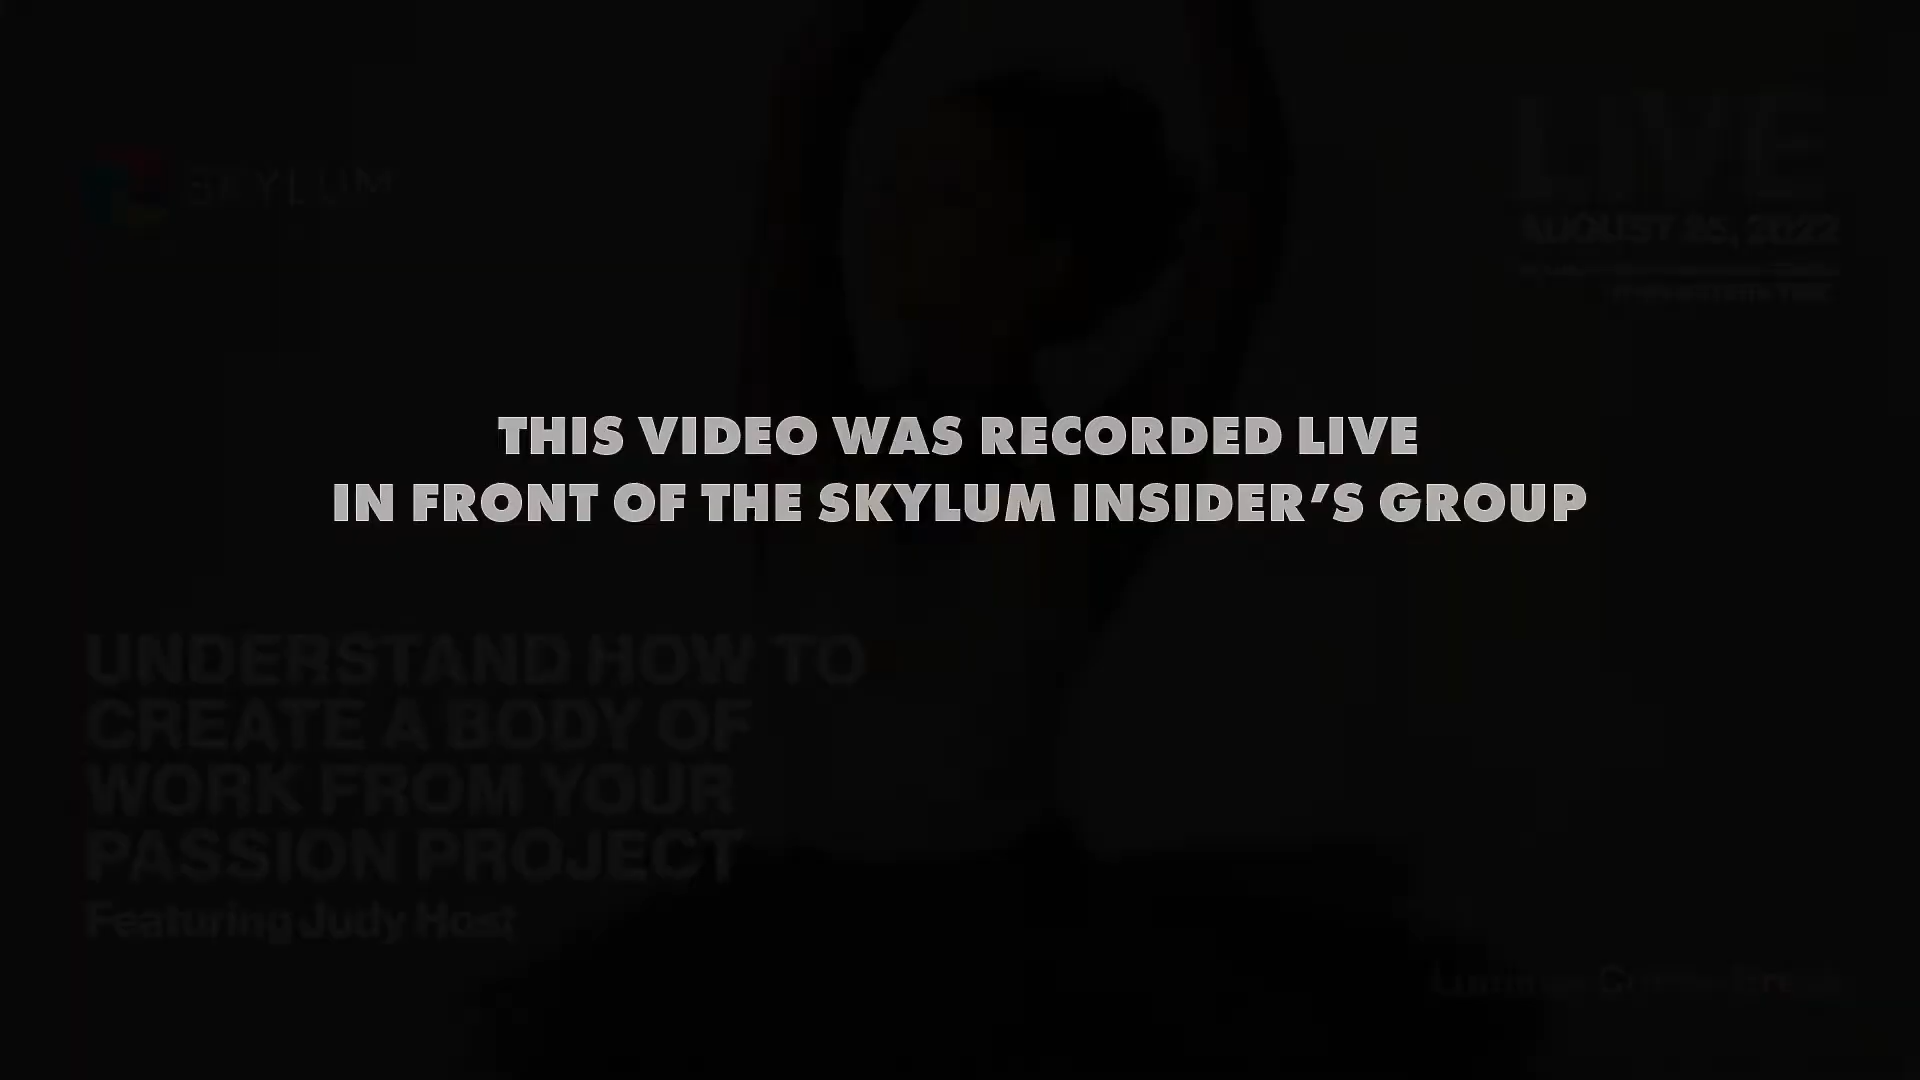 SKYLUM
LIVE
AUGUST 25, 2022
THIS VIDEO WAS RECORDED LIVE
IN FRONT OF THE SKYLUM INSIDER'S GROUP
UNDERSTAND HOW TO
CREATE A BODY OF
WORK FROM YOUR
PASSION PROJECT
Featuring Judy Host